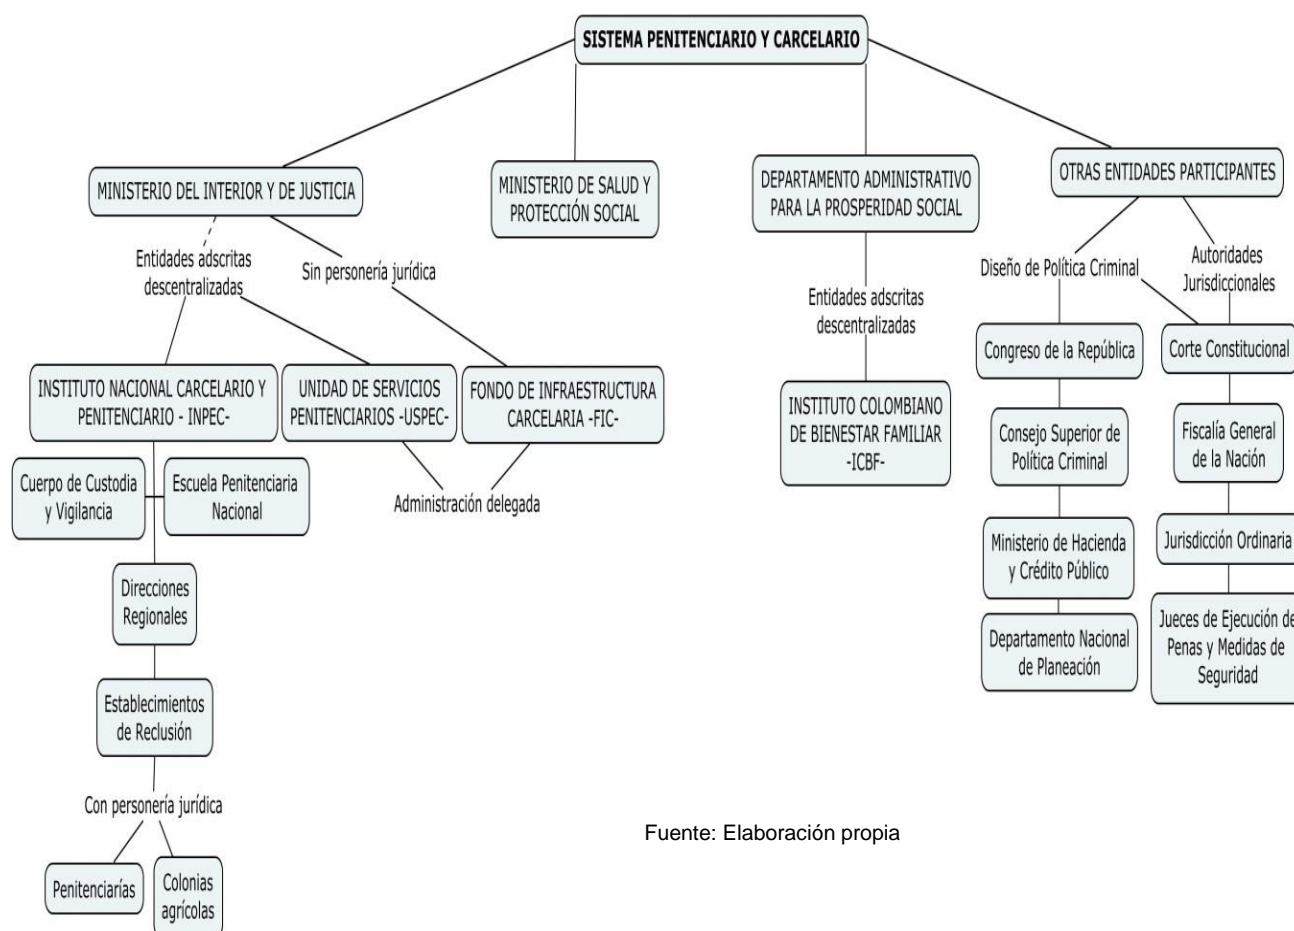 SISTEMA PENITENCIARIO Y CARCELARIO
MINISTERIO DEL INTERIOR Y DE JUSTICIA
MINISTERIO DE SALUD Y
PROTECCIÓN SOCIAL
DEPARTAMENTO ADMINISTRATIVO
PARA LA PROSPERIDAD SOCIAL
OTRAS ENTIDADES PARTICIPANTES
Entidades adscritas
descentralizadas
Sin personería jurídica
Entidades adscritas
descentralizadas
Diseño de Política Criminal
Autoridades
Jurisdiccionales
INSTITUTO NACIONAL CARCELARIO Y
PENITENCIARIO - INPEC-
UNIDAD DE SERVICIOS
PENITENCIARIOS -USPEC-
FONDO DE INFRAESTRUCTURA
CARCELARIA -FIC-
INSTITUTO COLOMBIANO
DE BIENESTAR FAMILIAR
-ICBF-
Congreso de la República
Corte Constitucional
Consejo Superior de
Política Criminal
Fiscalía General
de la Nación
Cuerpo de Custodia
y Vigilancia
Escuela Penitenciaria
Nacional
Administración delegada
Ministerio de Hacienda
y Crédito Público
Jurisdicción Ordinaria
Direcciones
Regionales
Departamento Nacional
de Planeación
Jueces de Ejecución de
Penas y Medidas de
Seguridad
Establecimientos
de Reclusión
Con personería jurídica
Penitenciarías
Colonias
agrícolas
Fuente: Elaboración propia